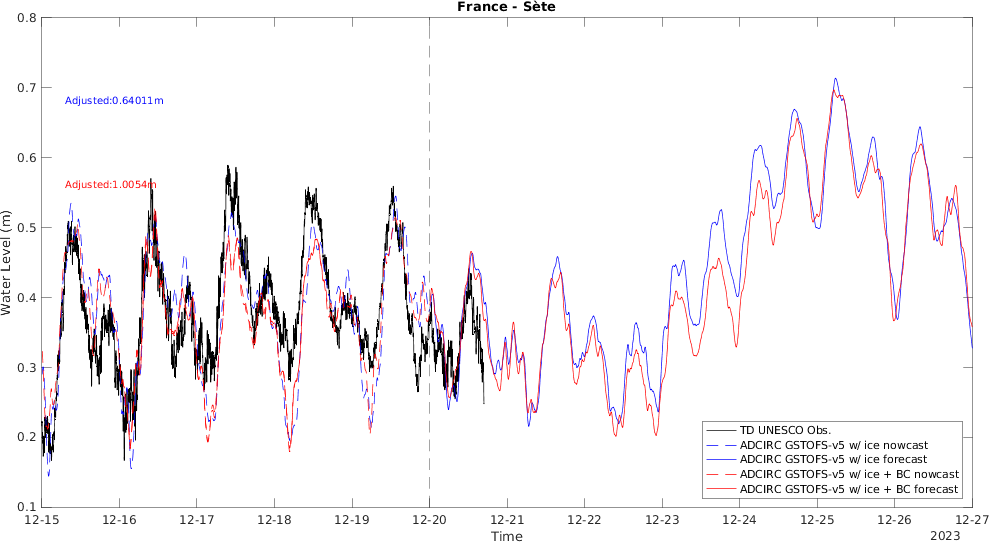 France - Sète
0.8
0.7
0.6
0.5
0.4
0.3
0.2
0.1
Water Level (m)
Adjusted:0.64011m
Adjusted:1.0054m
TD UNESCO Obs.
ADCIRC GSTOFS-v5 w/ ice nowcast
ADCIRC GSTOFS-v5 w/ ice forecast
ADCIRC GSTOFS-v5 w/ ice + BC nowcast
ADCIRC GSTOFS-v5 w/ ice + BC forecast
12-15 12-16 12-17 12-18 12-19 12-20 12-21 12-22 12-23 12-24 12-25 12-26 12-27
Time
2023